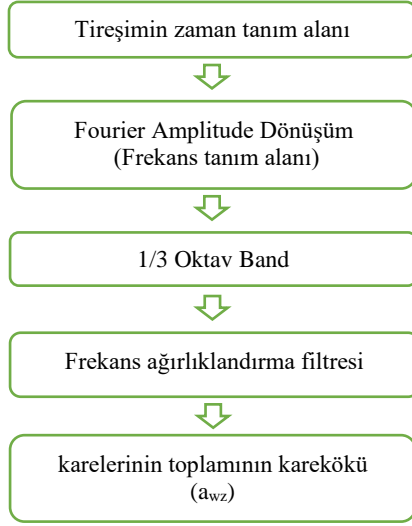 Tireşimin zaman tanım alanı
Fourier Amplitude Dönüşüm
(Frekans tanım alanı)
1/3 Oktav Band
Frekans ağırlıklandırma filtresi
karelerinin toplamının karekökü
(awz)